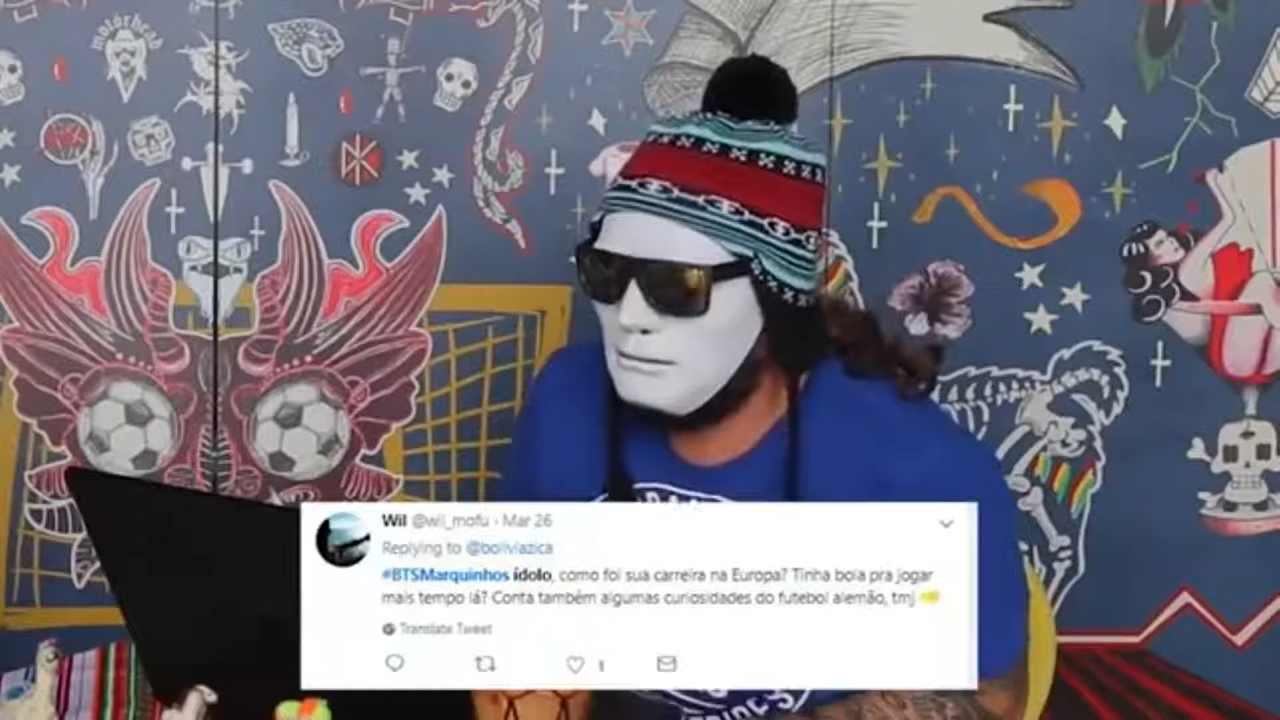 motörhead
Wil @wil_mofu · Mar 26
Replying to @boliviazica
#BTSMarquinhos ídolo, como foi sua carreira na Europa? Tinha bola pra jogar
mais tempo lá? Conta também algumas curiosidades do futebol alemão, tmj
Translate Tweet
1